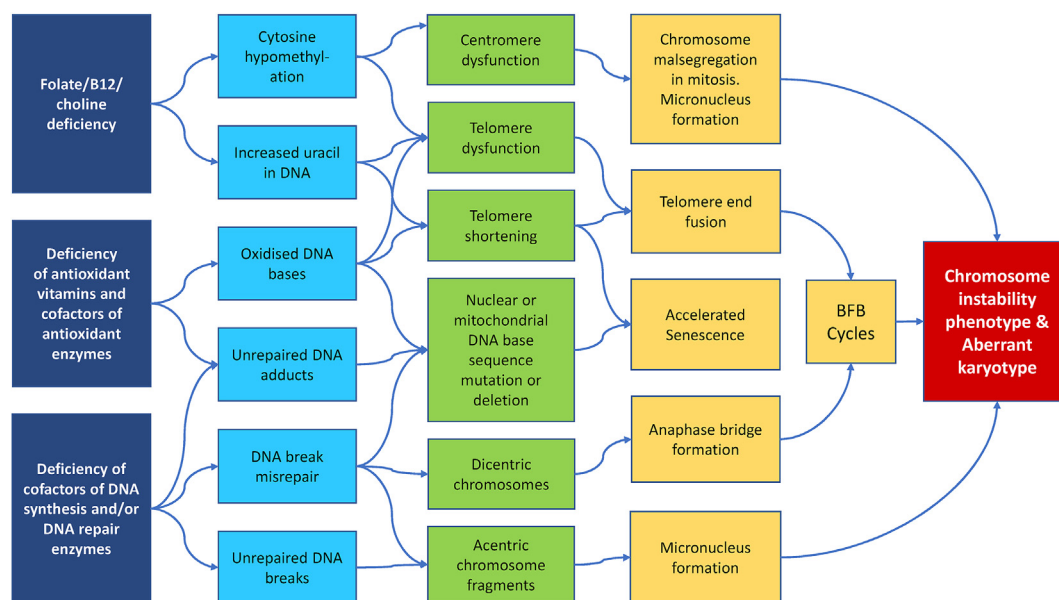 Folate/B12/
choline
deficiency
Deficiency
of antioxidant
vitamins and
cofactors of
antioxidant
enzymes
Deficiency of
cofactors of DNA
synthesis and/or
DNA repair
enzymes
Cytosine
hypomethyl-
ation
Increased uracil
in DNA
Oxidised DNA
bases
Unrepaired DNA
adducts
DNA break
misrepair
Unrepaired DNA
breaks
Centromere
dysfunction
Telomere
dysfunction
Telomere
shortening
Nuclear or
mitochondrial
DNA base
sequence
mutation or
deletion
Dicentric
chromosomes
Acentric
chromosome
fragments
Chromosome
malsegregation
in mitosis.
Micronucleus
formation
Telomere end
fusion
Accelerated
Senescence
Anaphase bridge
formation
Micronucleus
formation
BFB
Cycles
Chromosome
instability
phenotype &
Aberrant
karyotype